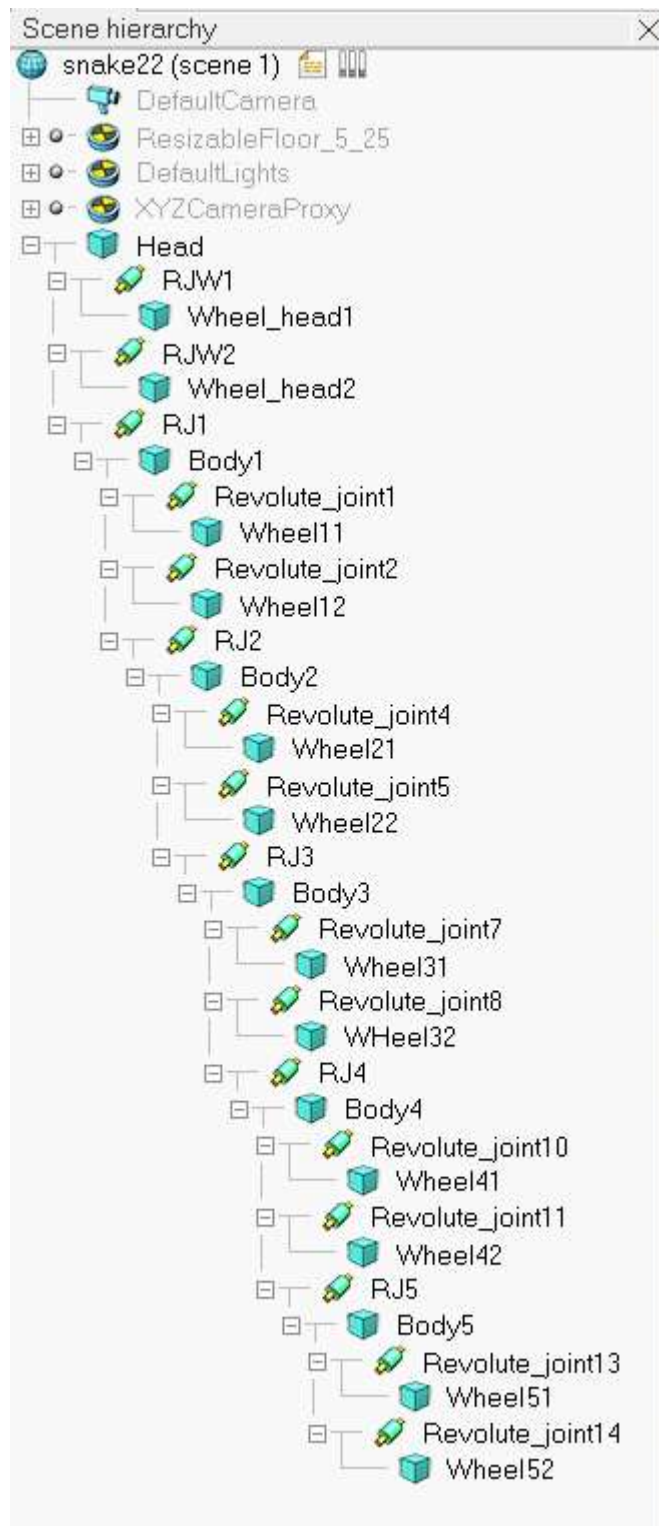 Scene hierarchy
snake22 (scene 1)
DefaultCamera
ResizableFloor_5_25
DefaultLights
XYZCameraProxy
Head
RJW1
Wheel_head1
RJW2
Wheel_head2
RJ1
Body1
Revolute_joint1
Wheel11
Revolute_joint2
Wheel12
RJ2
Body2
Revolute_joint4
Wheel21
Revolute_joint5
Wheel22
RJ3
Body3
Revolute_joint7
Wheel31
Revolute_joint8
WHeel32
RJ4
Body4
Revolute_joint10
Wheel41
Revolute_joint11
Wheel42
RJ5
Body5
Revolute_joint13
Wheel51
Revolute_joint14
Wheel52